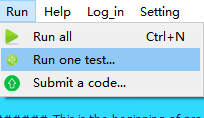 Run Help Log_in Setting
Run all Ctrl+N
Run one test...
Submit a code...